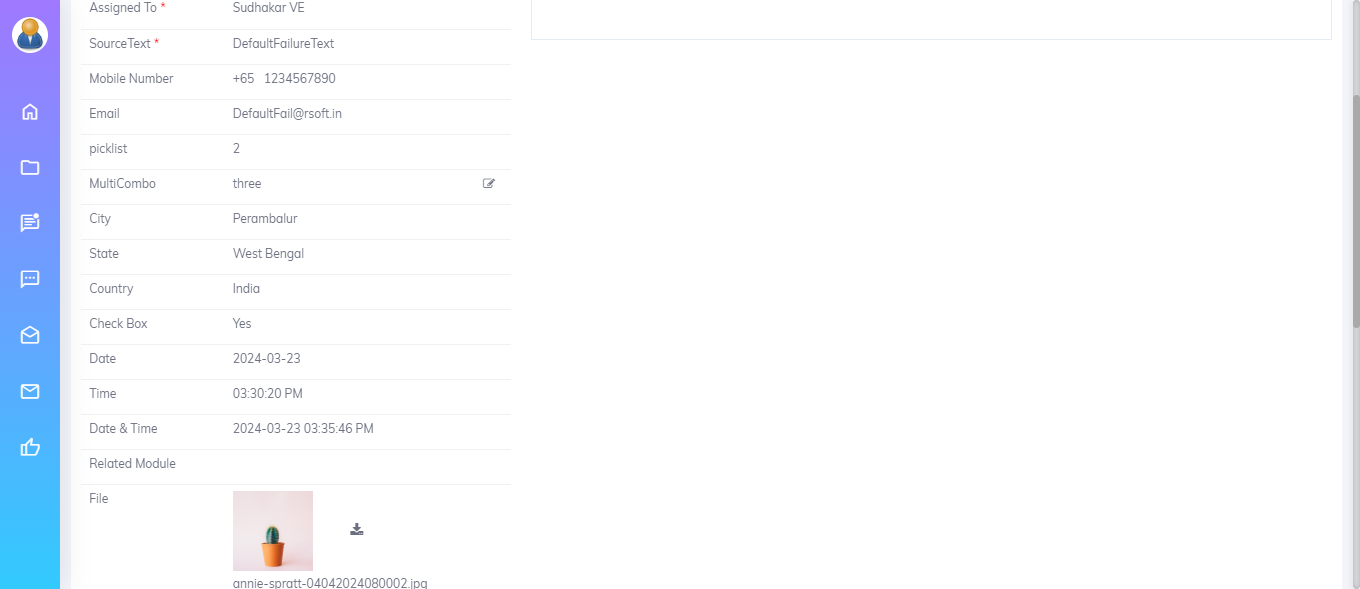 Assigned To * Sudhakar VE
SourceText * DefaultFailureText
Mobile Number +65 1234567890
Email DefaultFail@rsoft.in
picklist 2
MultiCombo three
City Perambalur
State West Bengal
Country India
Check Box Yes
Date 2024-03-23
Time 03:30:20 PM
Date & Time 2024-03-23 03:35:46 PM
Related Module
File
annie-spratt-04042024080002.jpg